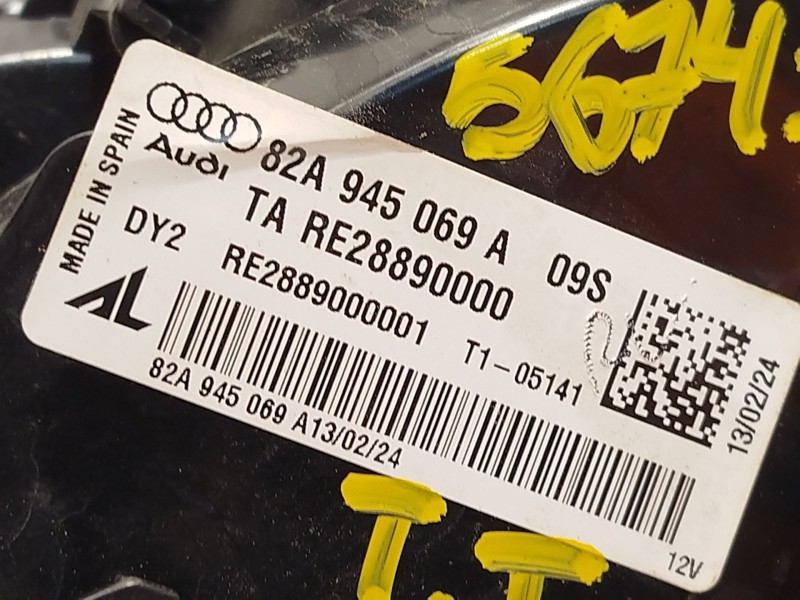 5674
Audi
82A 945 069 A
MADE IN SPAIN
TA RE28890000
09S
DY2
RE2889000001
T1-05141
AL
13/02/24
82A 945 069 A13/02/24
12V